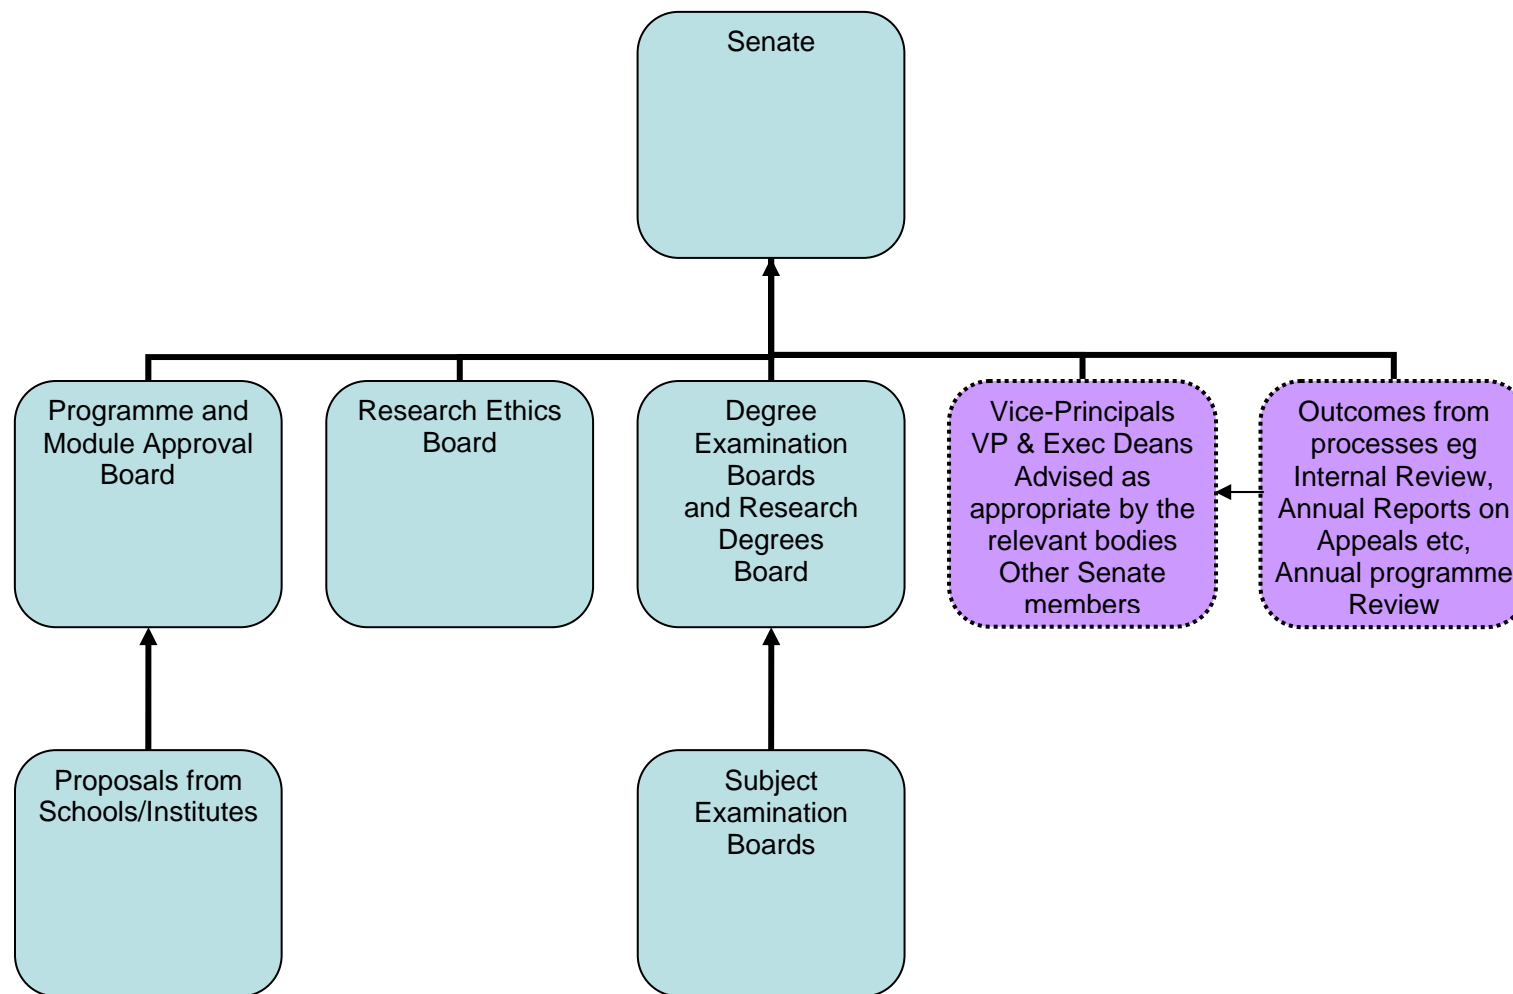 Senate
Programme and
Module Approval
Board
Research Ethics
Board
Degree
Examination
Boards
and Research
Degrees
Board
Vice-Principals
VP & Exec Deans
Advised as
appropriate by the
relevant bodies
Other Senate
members
Outcomes from
processes eg
Internal Review,
Annual Reports on
Appeals etc,
Annual programme
Review
Proposals from
Schools/Institutes
Subject
Examination
Boards